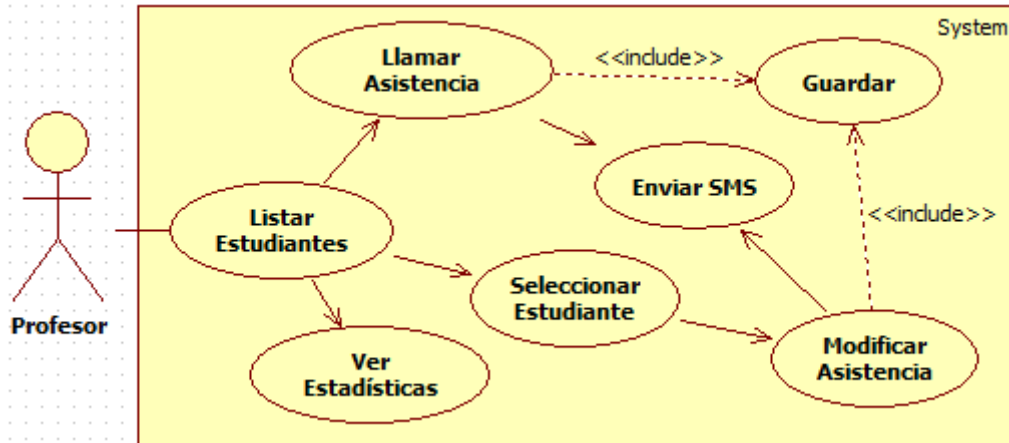 System
Llamar
Asistencia
<<include>>
Guardar
Enviar SMS
<<include>>
Listar
Estudiantes
Seleccionar
Estudiante
Profesor
Ver
Estadísticas
Modificar
Asistencia